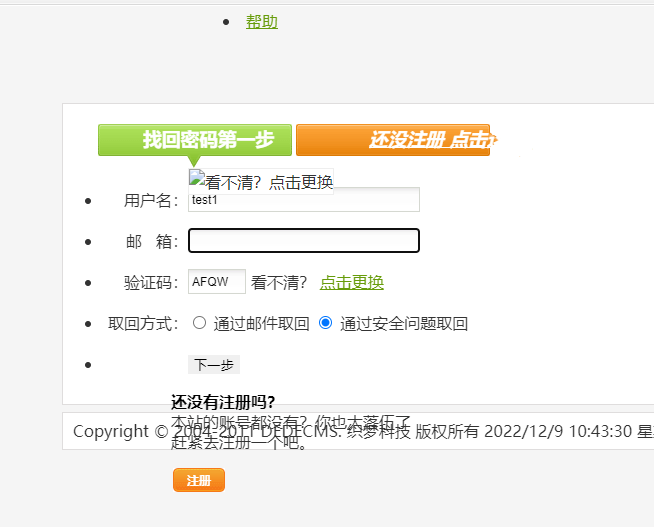 帮助
找回密码第一步 还没注册 点击
看不清？点击更换
用户名： test1
邮 箱：
验证码： AFQW 看不清？ 点击更换
取回方式： 通过邮件取回 通过安全问题取回
下一步
还没有注册吗？
本站的账号都没有？你也太落伍了
赶紧去注册一个吧。
Copyright © 2004-2011 DEDECMS. 织梦科技 版权所有 2022/12/9 10:43:30 星
注册